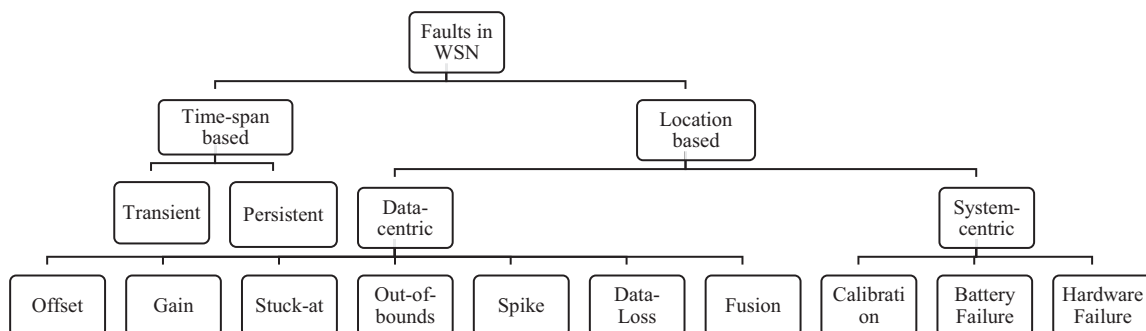 Faults in
WSN
Time-span
based
Location
based
Transient
Persistent
Data-
centric
System-
centric
Offset
Gain
Stuck-at
Out-of-
bounds
Spike
Data-
Loss
Fusion
Calibrati
on
Battery
Failure
Hardware
Failure